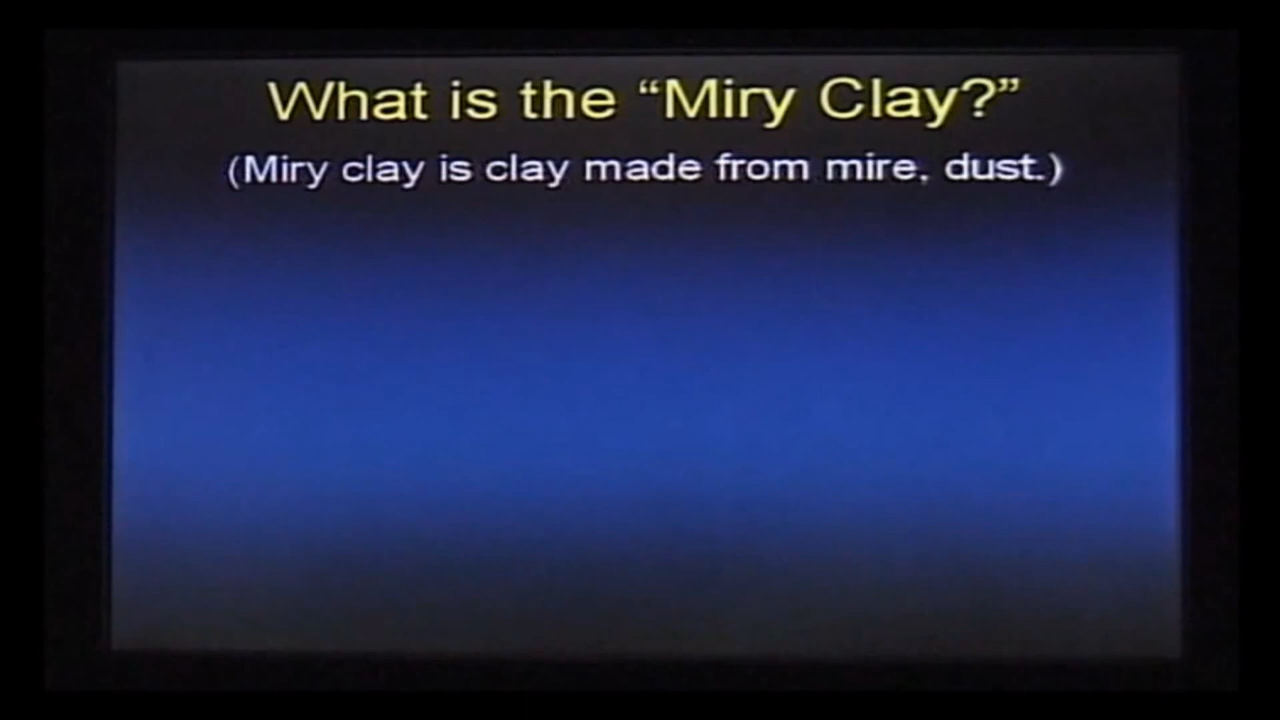 What is the “Miry Clay?”
(Miry clay is clay made from mire, dust.)